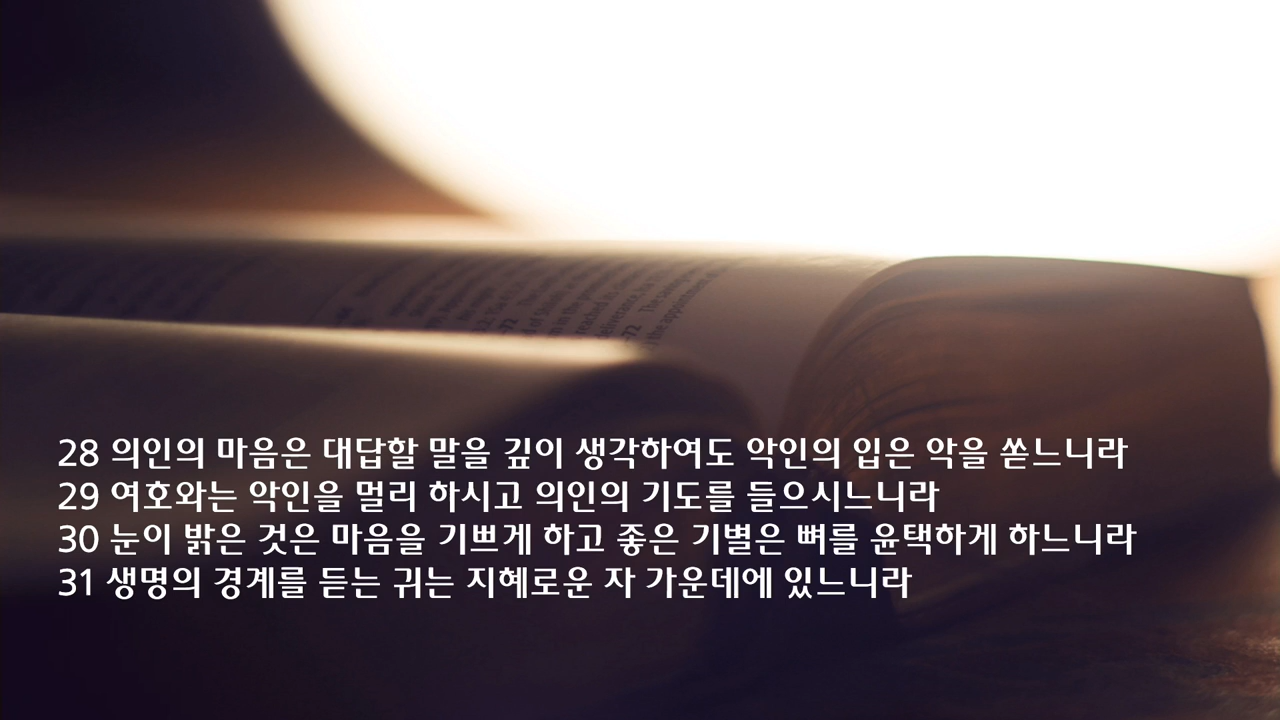 28 의인의 마음은 대답할 말을 깊이 생각하여도 악인의 입은 악을 쏟느니라
29 여호와는 악인을 멀리 하시고 의인의 기도를 들으시느니라
30 눈이 밝은 것은 마음을 기쁘게 하고 좋은 기별은 뼈를 윤택하게 하느니라
31 생명의 경계를 듣는 귀는 지혜로운 자 가운데에 있느니라